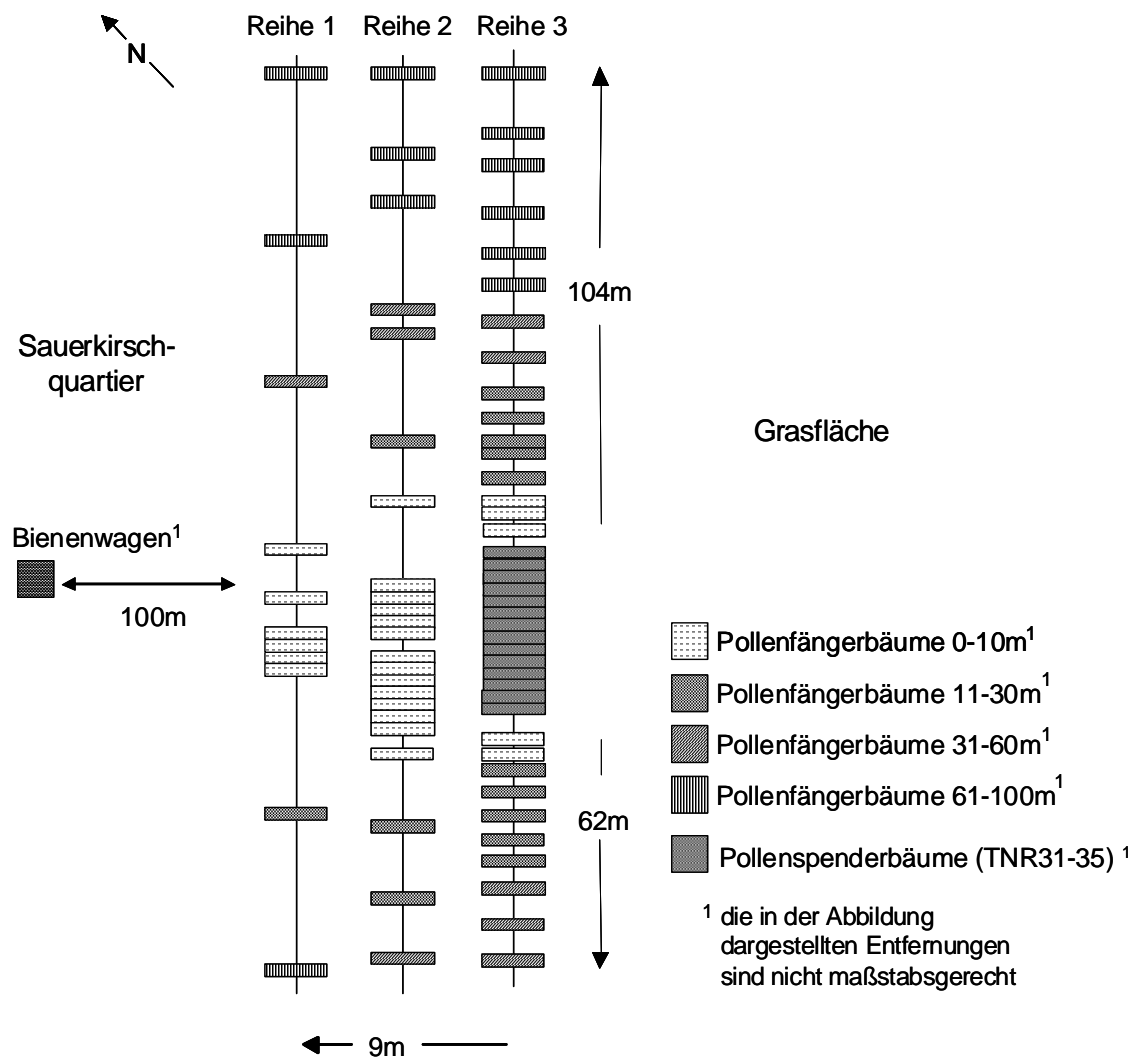 N
Reihe 1
Reihe 2
Reihe 3
104m
Sauerkirsch-
quartier
Grasfläche
Bienenwagen¹
100m
Pollenfängerbäume 0-10m¹
Pollenfängerbäume 11-30m¹
Pollenfängerbäume 31-60m¹
Pollenfängerbäume 61-100m¹
62m
Pollenspenderbäume (TNR31-35) ¹
¹ die in der Abbildung
dargestellten Entfernungen
sind nicht maßstabsgerecht
9m